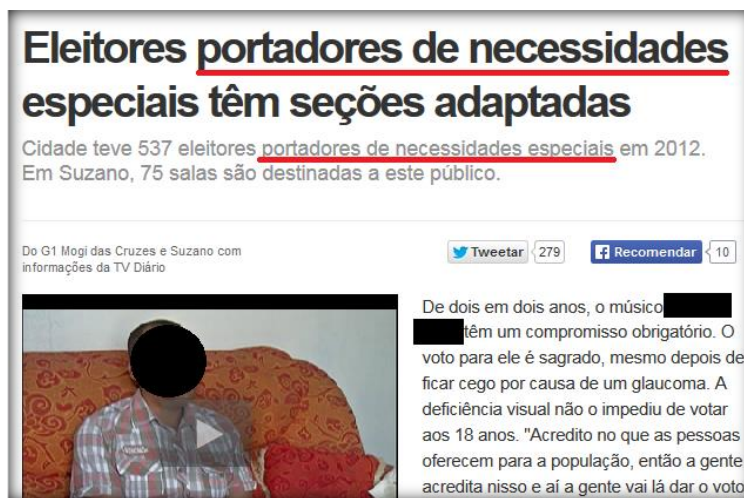 Eleitores portadores de necessidades
especiais têm seções adaptadas
Cidade teve 537 eleitores portadores de necessidades especiais em 2012.
Em Suzano, 75 salas são destinadas a este público.
Do G1 Mogi das Cruzes e Suzano com
informações da TV Diário
Tweetar 279
Recomendar 10
De dois em dois anos, o músico
têm um compromisso obrigatório. O
voto para ele é sagrado, mesmo depois de
ficar cego por causa de um glaucoma. A
deficiência visual não o impediu de votar
aos 18 anos. "Acredito no que as pessoas
oferecem para a população, então a gente
acredita nisso e aí a gente vai lá dar o voto